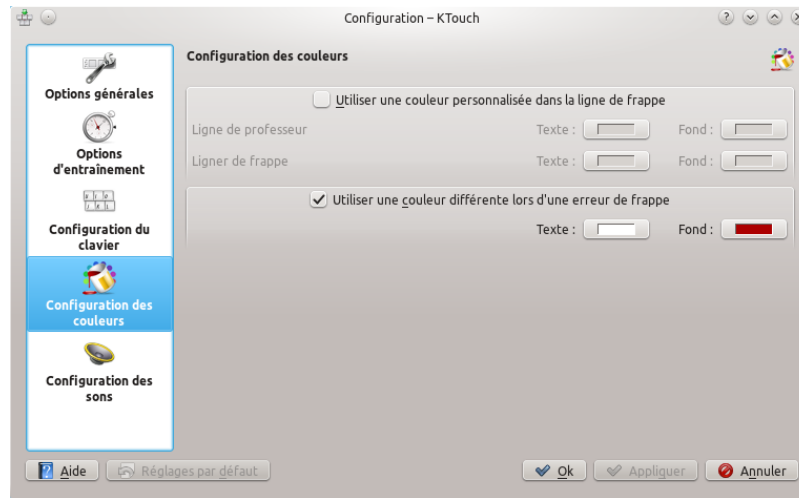 Configuration – KTouch
Configuration des couleurs
Options générales
Options
d'entraînement
Configuration du
clavier
Configuration des
couleurs
Configuration des
sons
Utiliser une couleur personnalisée dans la ligne de frappe
Ligne de professeur Texte : Fond :
Ligner de frappe Texte : Fond :
Utiliser une couleur différente lors d'une erreur de frappe
Texte : Fond :
Aide Réglages par défaut Ok Appliquer Annuler